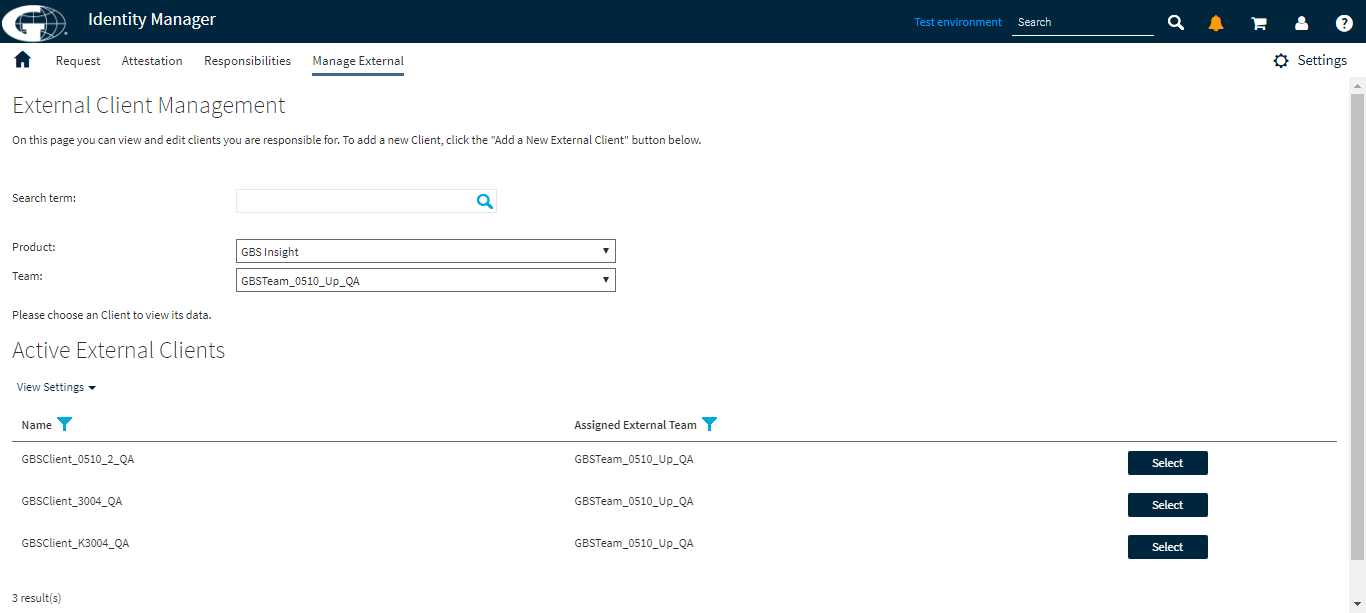 Identity Manager
Test environment
Search
Request Attestation Responsibilities Manage External
Settings
External Client Management
On this page you can view and edit clients you are responsible for. To add a new Client, click the "Add a New External Client" button below.
Search term:
Product: GBS Insight
Team: GBSTeam_0510_Up_QA
Please choose an Client to view its data.
Active External Clients
View Settings
Name Assigned External Team
GBSClient_0510_2_QA GBSTeam_0510_Up_QA Select
GBSClient_3004_QA GBSTeam_0510_Up_QA Select
GBSClient_K3004_QA GBSTeam_0510_Up_QA Select
3 result(s)